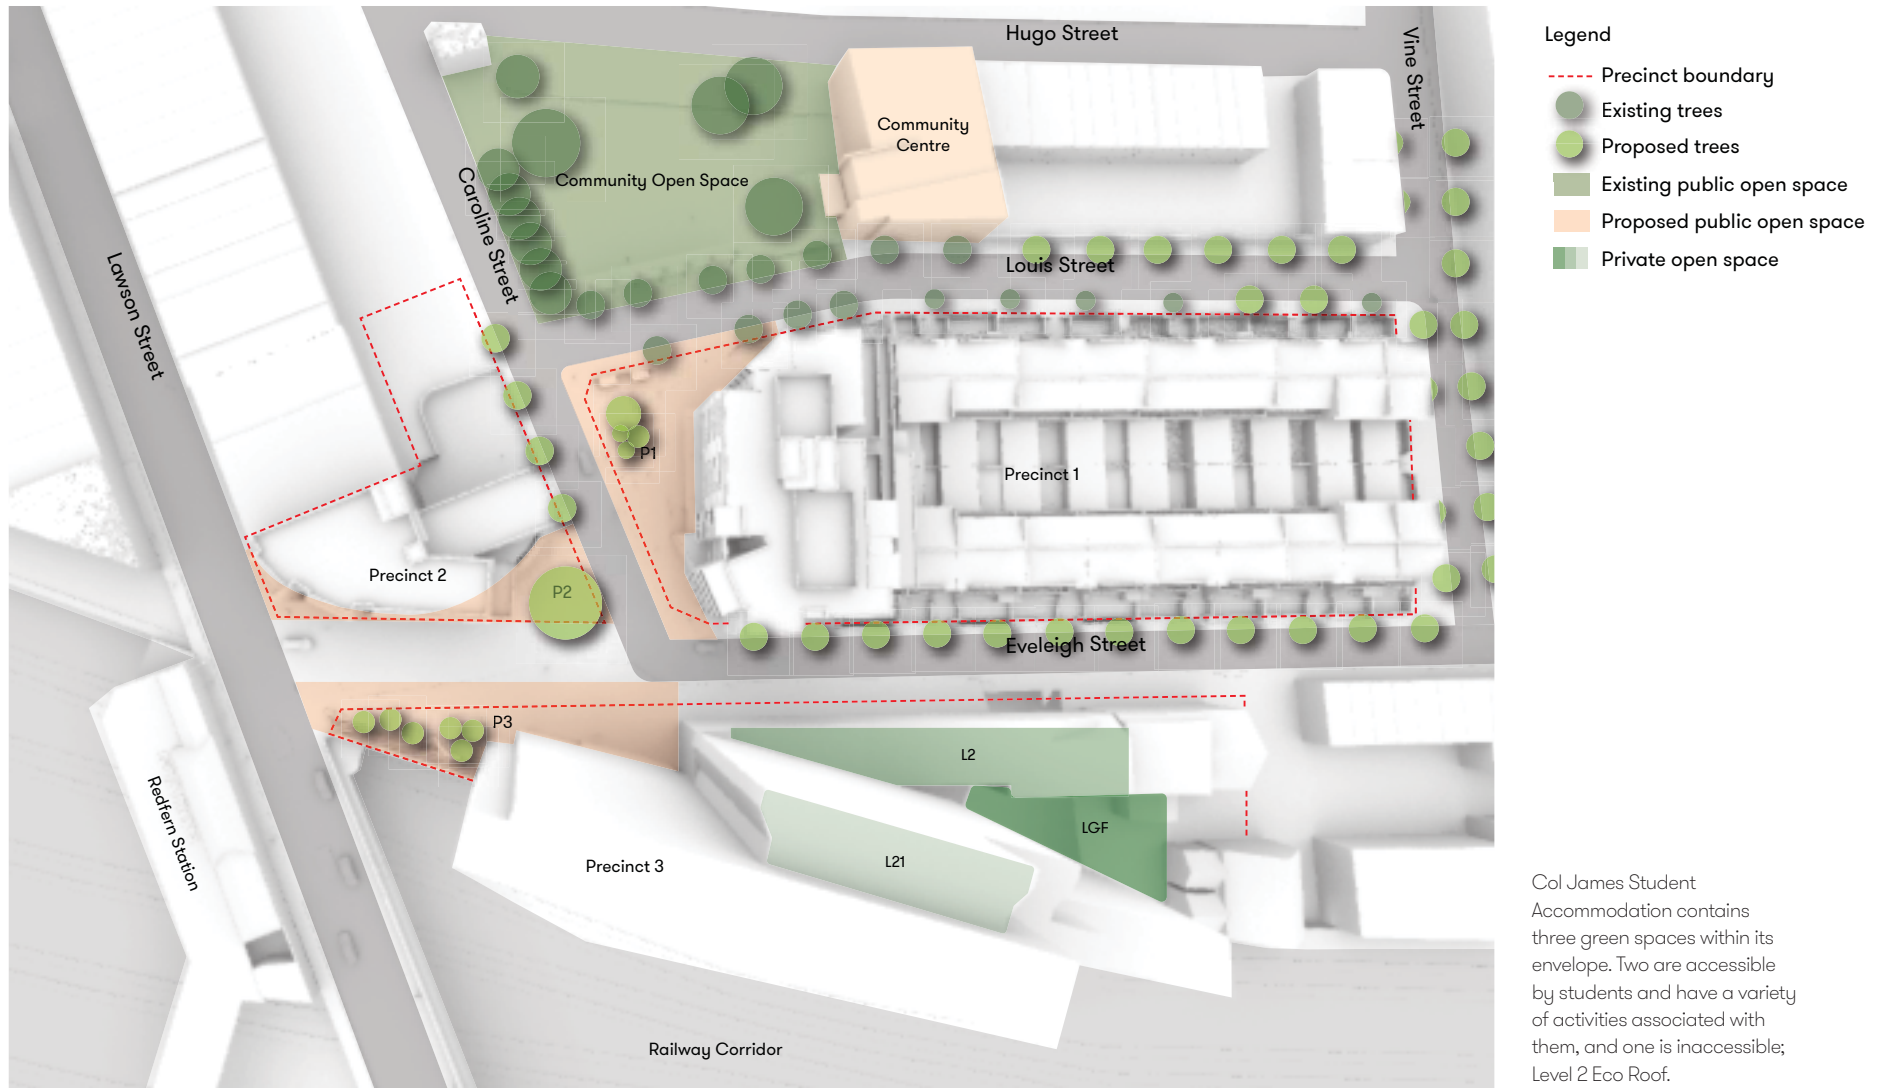 Hugo Street
Vine Street
Community
Centre
Community Open Space
Caroline Street
Louis Street
Lawson Street
P1
Precinct 1
Precinct 2
P2
Eveleigh Street
P3
L2
LGF
L21
Precinct 3
Redfern Station
Railway Corridor
Legend
Precinct boundary
Existing trees
Proposed trees
Existing public open space
Proposed public open space
Private open space
Col James Student
Accommodation contains
three green spaces within its
envelope. Two are accessible
by students and have a variety
of activities associated with
them, and one is inaccessible;
Level 2 Eco Roof.